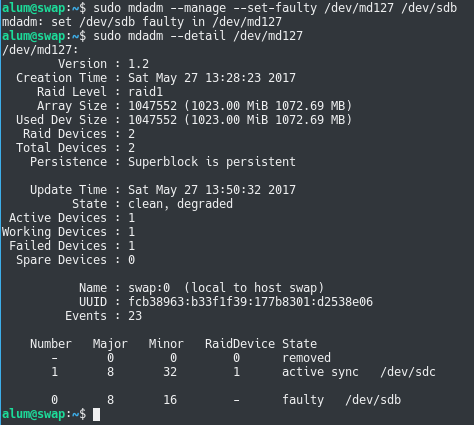 alum@swap:~$ sudo mdadm --manage --set-faulty /dev/md127 /dev/sdb
mdadm: set /dev/sdb faulty in /dev/md127
alum@swap:~$ sudo mdadm --detail /dev/md127
/dev/md127:
Version : 1.2
Creation Time : Sat May 27 13:28:23 2017
Raid Level : raid1
Array Size : 1047552 (1023.00 MiB 1072.69 MB)
Used Dev Size : 1047552 (1023.00 MiB 1072.69 MB)
Raid Devices : 2
Total Devices : 2
Persistence : Superblock is persistent
Update Time : Sat May 27 13:50:32 2017
State : clean, degraded
Active Devices : 1
Working Devices : 1
Failed Devices : 1
Spare Devices : 0
Name : swap:0 (local to host swap)
UUID : fcb38963:b33f1f39:177b8301:d2538e06
Events : 23
Number Major Minor RaidDevice State
- 0 0 0 removed
1 8 32 1 active sync /dev/sdc
0 8 16 - faulty /dev/sdb
alum@swap:~$